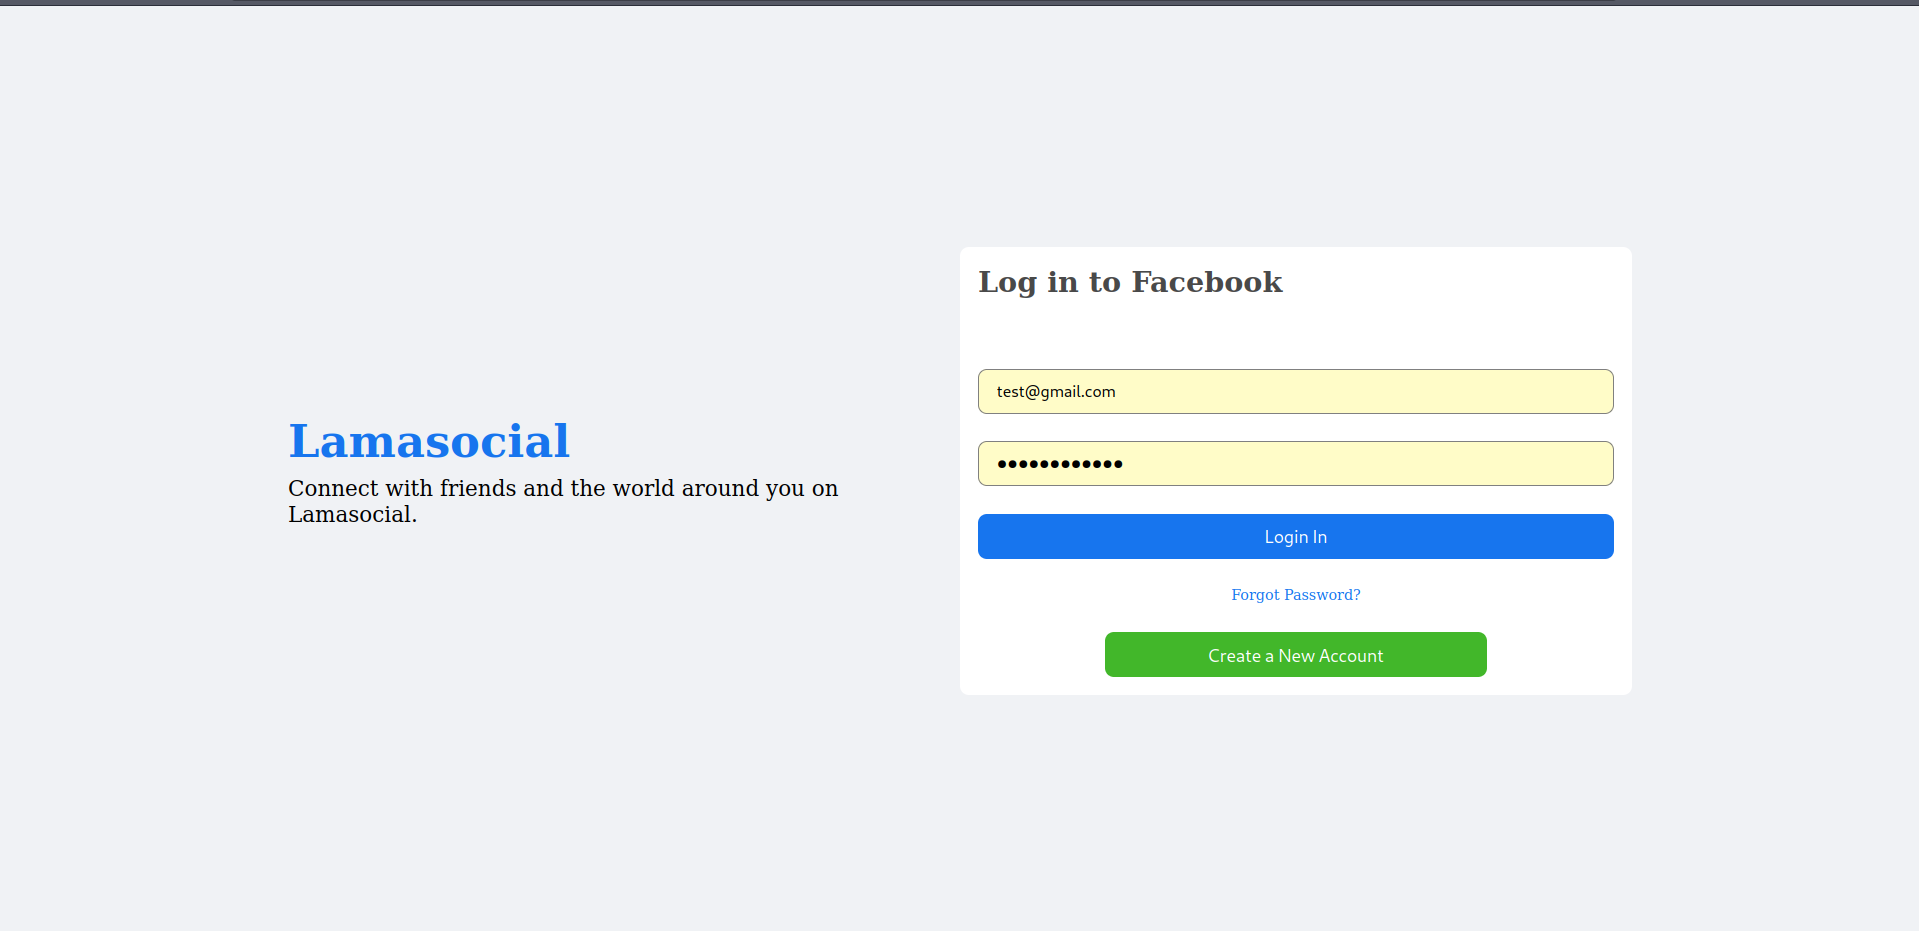 Lamasocial
Connect with friends and the world around you on
Lamasocial.
Log in to Facebook
test@gmail.com
●●●●●●●●●●●●
Login In
Forgot Password?
Create a New Account